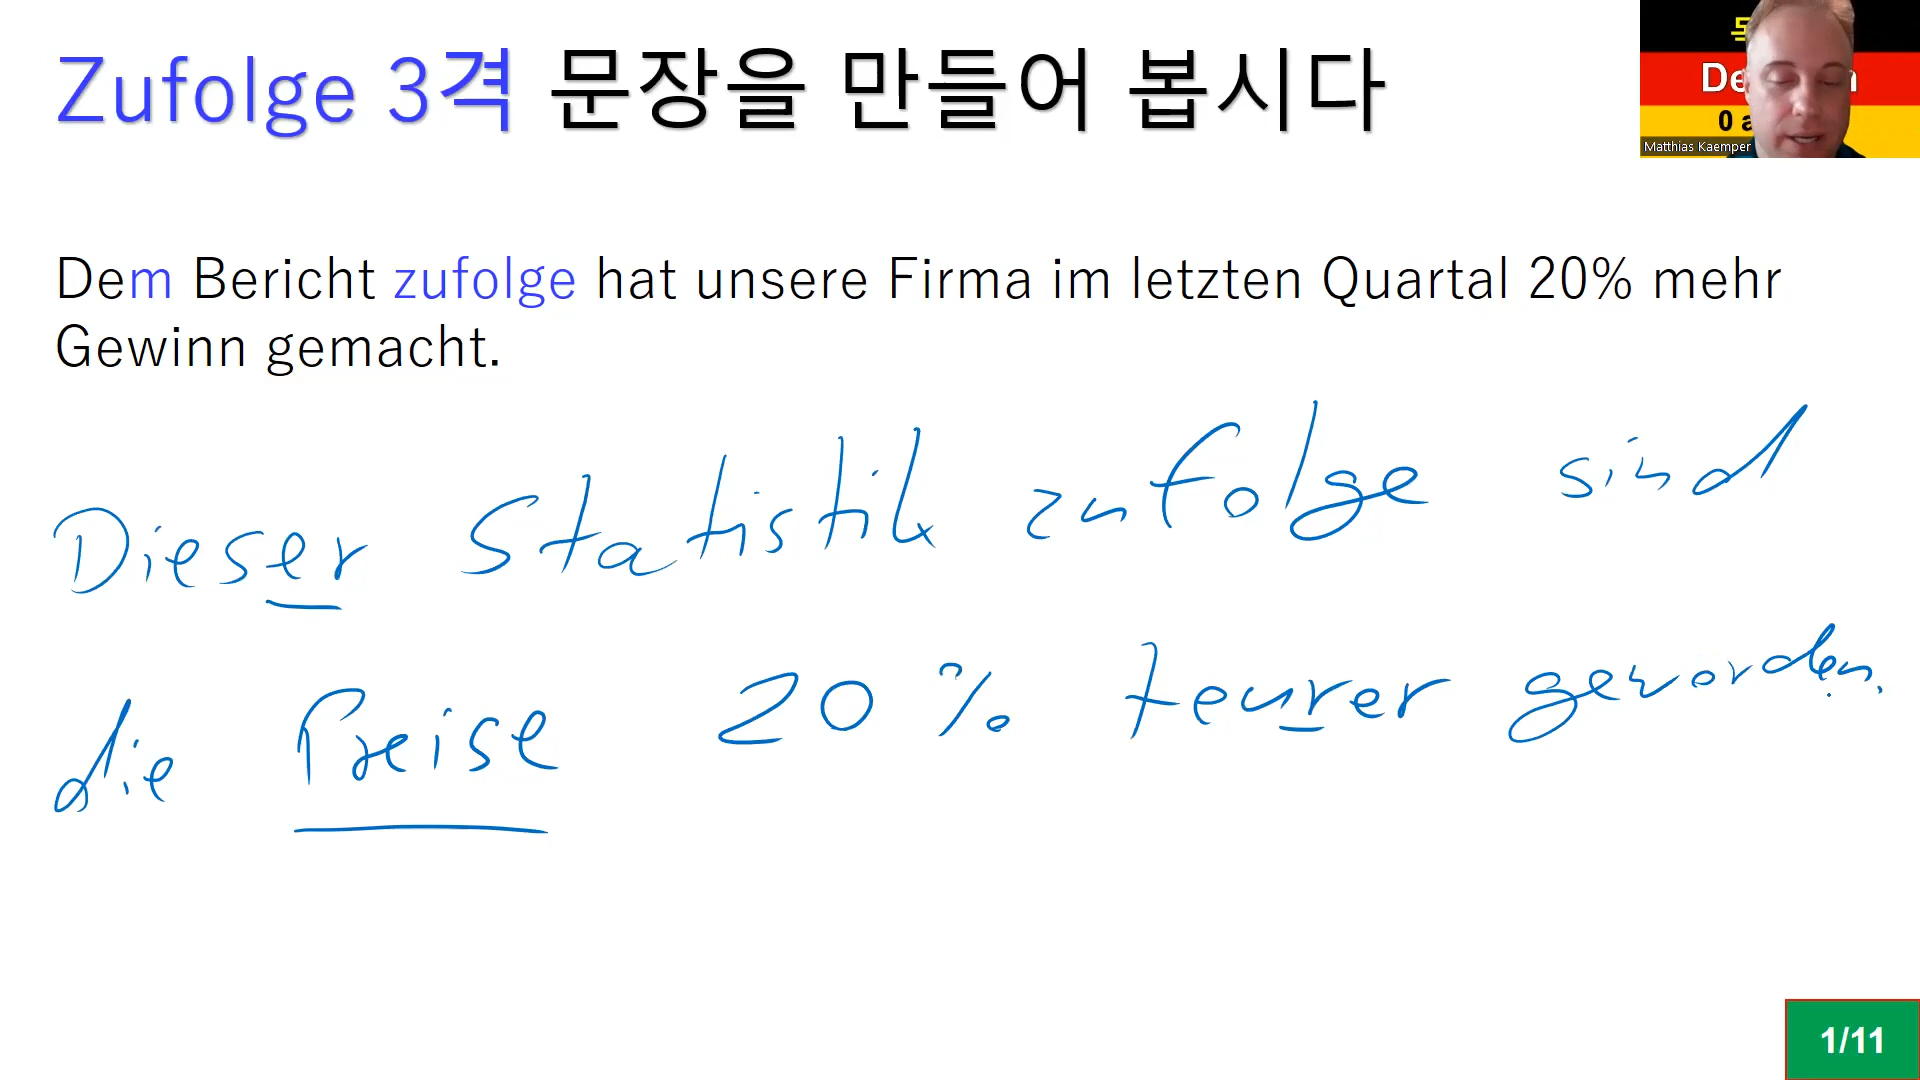 Zufolge 3격 문장을 만들어 봅시다
De
0 a
Matthias Kaemper
Dem Bericht zufolge hat unsere Firma im letzten Quartal 20% mehr
Gewinn gemacht.
Dieser Statistik zufolge sind
die Preise 20% teurer geworden.
1/11